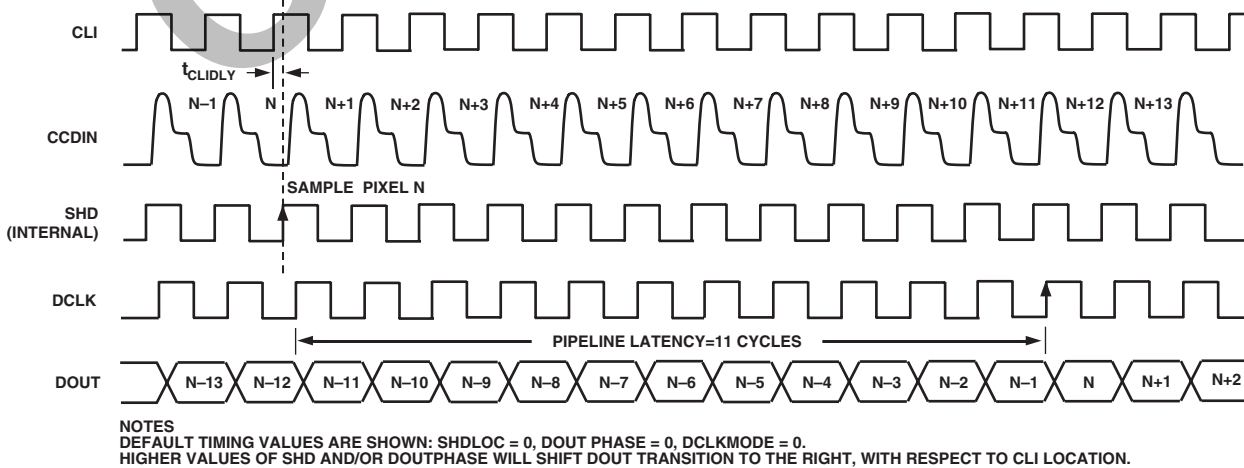 CLI
tCLIDLY
N–1 N N+1 N+2 N+3 N+4 N+5 N+6 N+7 N+8 N+9 N+10 N+11 N+12 N+13
CCDIN
SAMPLE PIXEL N
SHD
(INTERNAL)
DCLK
PIPELINE LATENCY=11 CYCLES
DOUT N–13 N–12 N–11 N–10 N–9 N–8 N–7 N–6 N–5 N–4 N–3 N–2 N–1 N N+1 N+2
NOTES
DEFAULT TIMING VALUES ARE SHOWN: SHDLOC = 0, DOUT PHASE = 0, DCLKMODE = 0.
HIGHER VALUES OF SHD AND/OR DOUTPHASE WILL SHIFT DOUT TRANSITION TO THE RIGHT, WITH RESPECT TO CLI LOCATION.